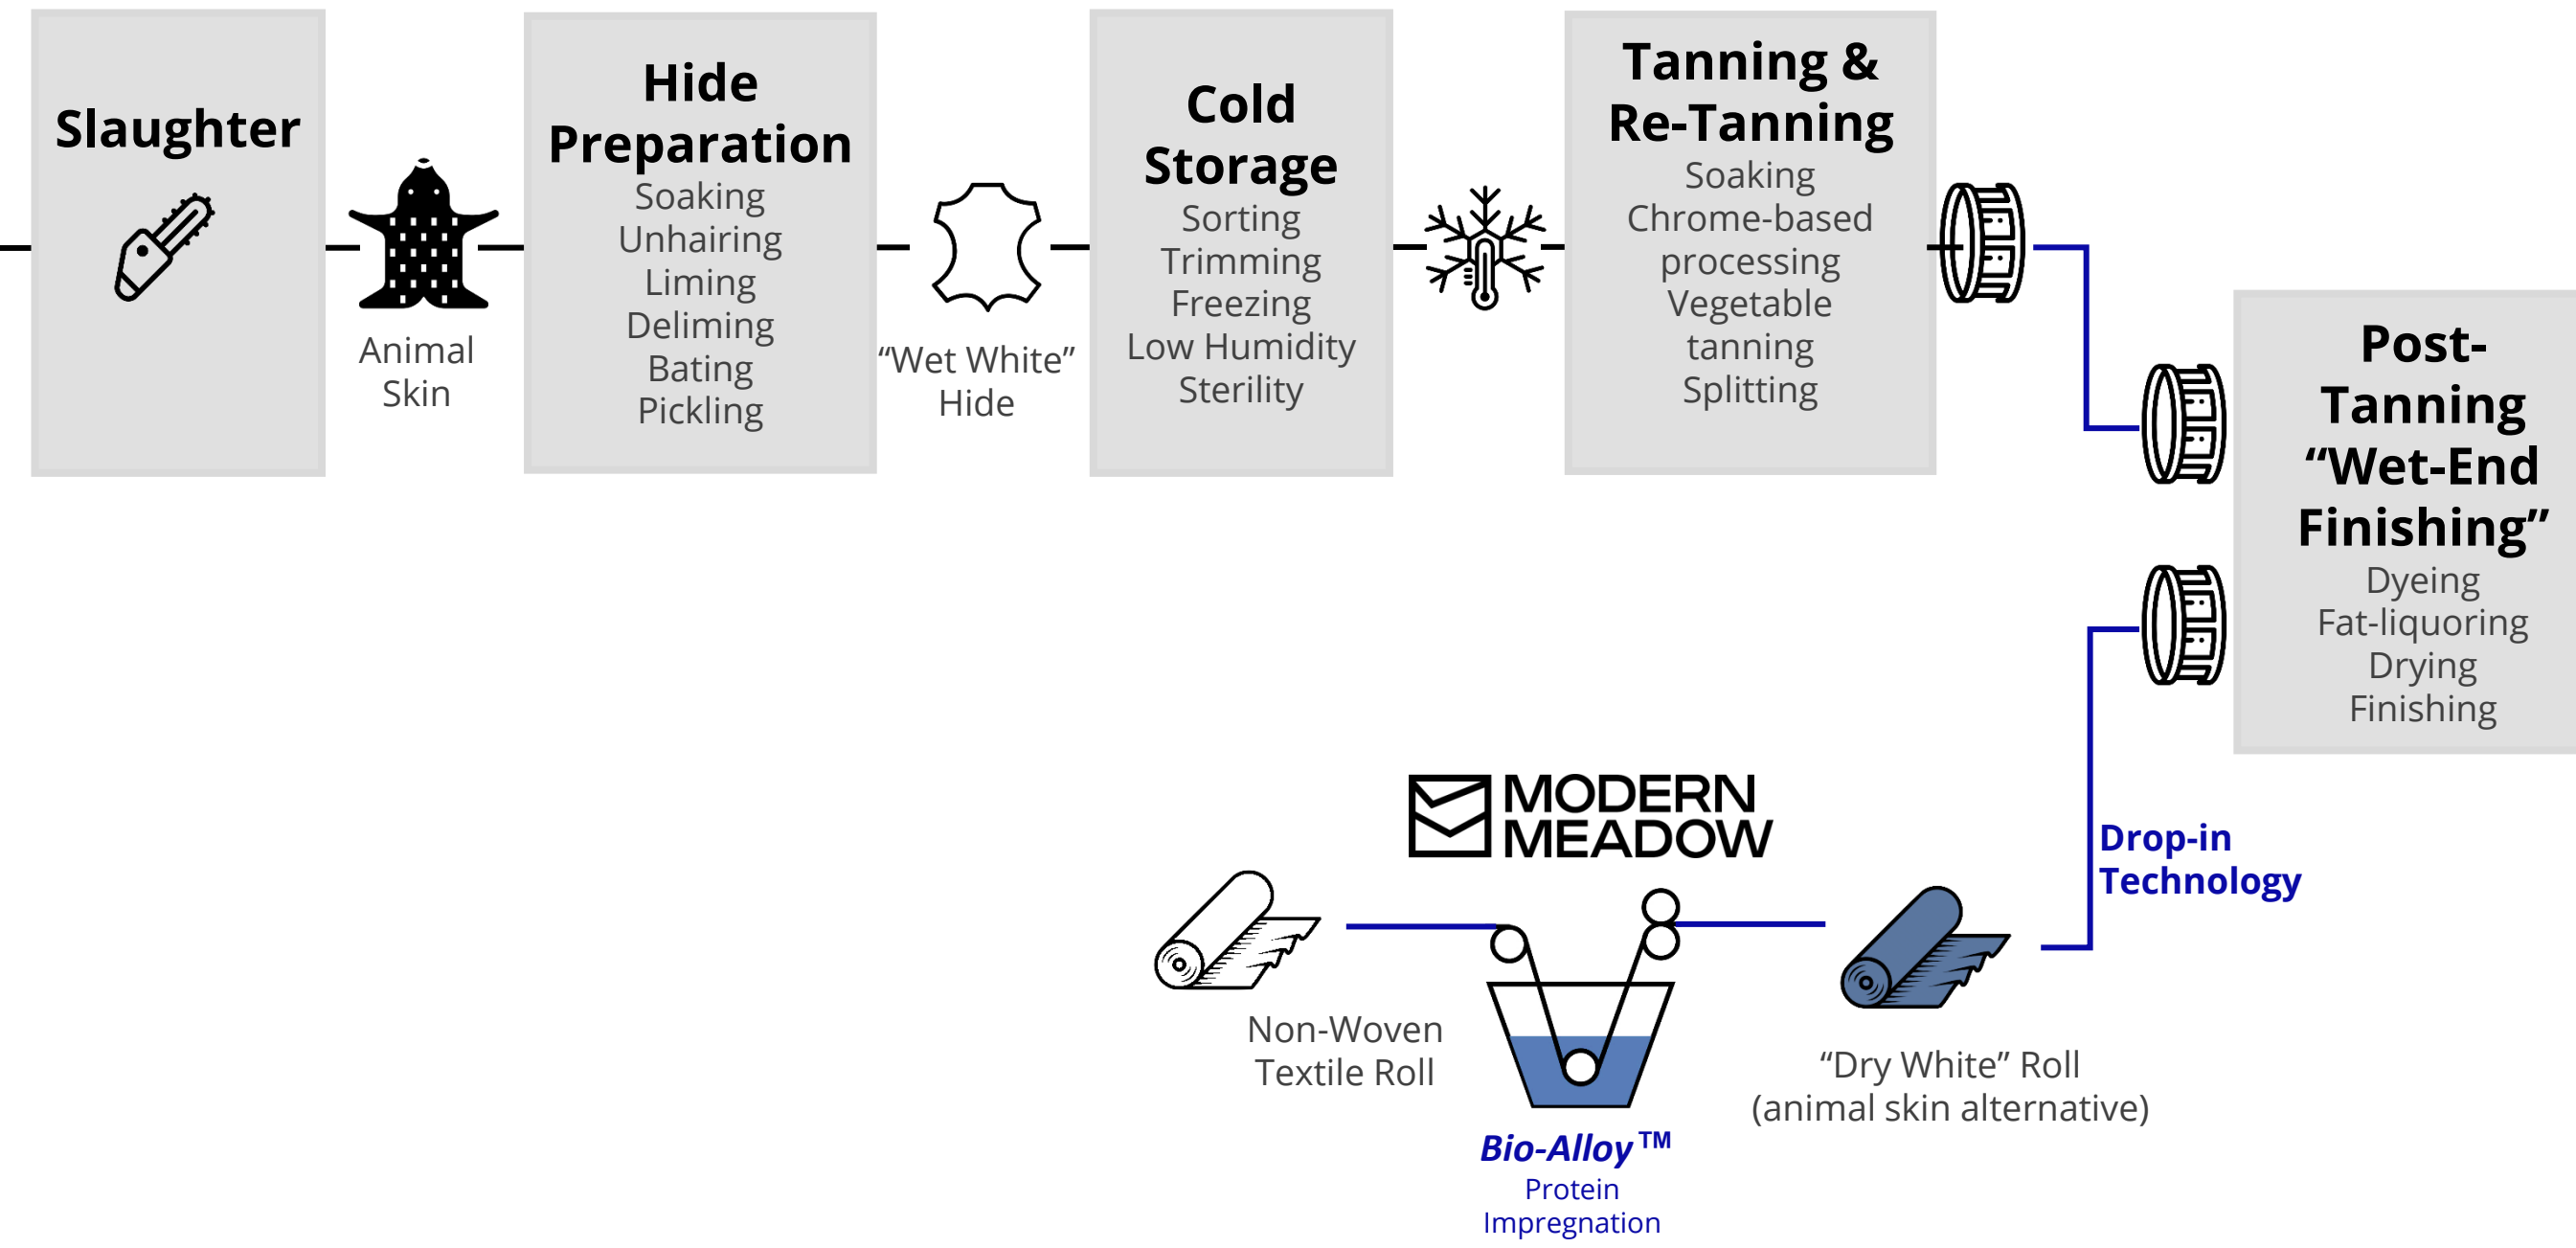 Slaughter
Animal
Skin
Hide
Preparation
Soaking
Unhairing
Liming
Deliming
Bating
Pickling
“Wet White”
Hide
Cold
Storage
Sorting
Trimming
Freezing
Low Humidity
Sterility
Tanning &
Re-Tanning
Soaking
Chrome-based
processing
Vegetable
tanning
Splitting
Post-
Tanning
“Wet-End
Finishing”
Dyeing
Fat-liquoring
Drying
Finishing
MODERN
MEADOW
Non-Woven
Textile Roll
Bio-Alloy™
Protein
Impregnation
“Dry White” Roll
(animal skin alternative)
Drop-in
Technology